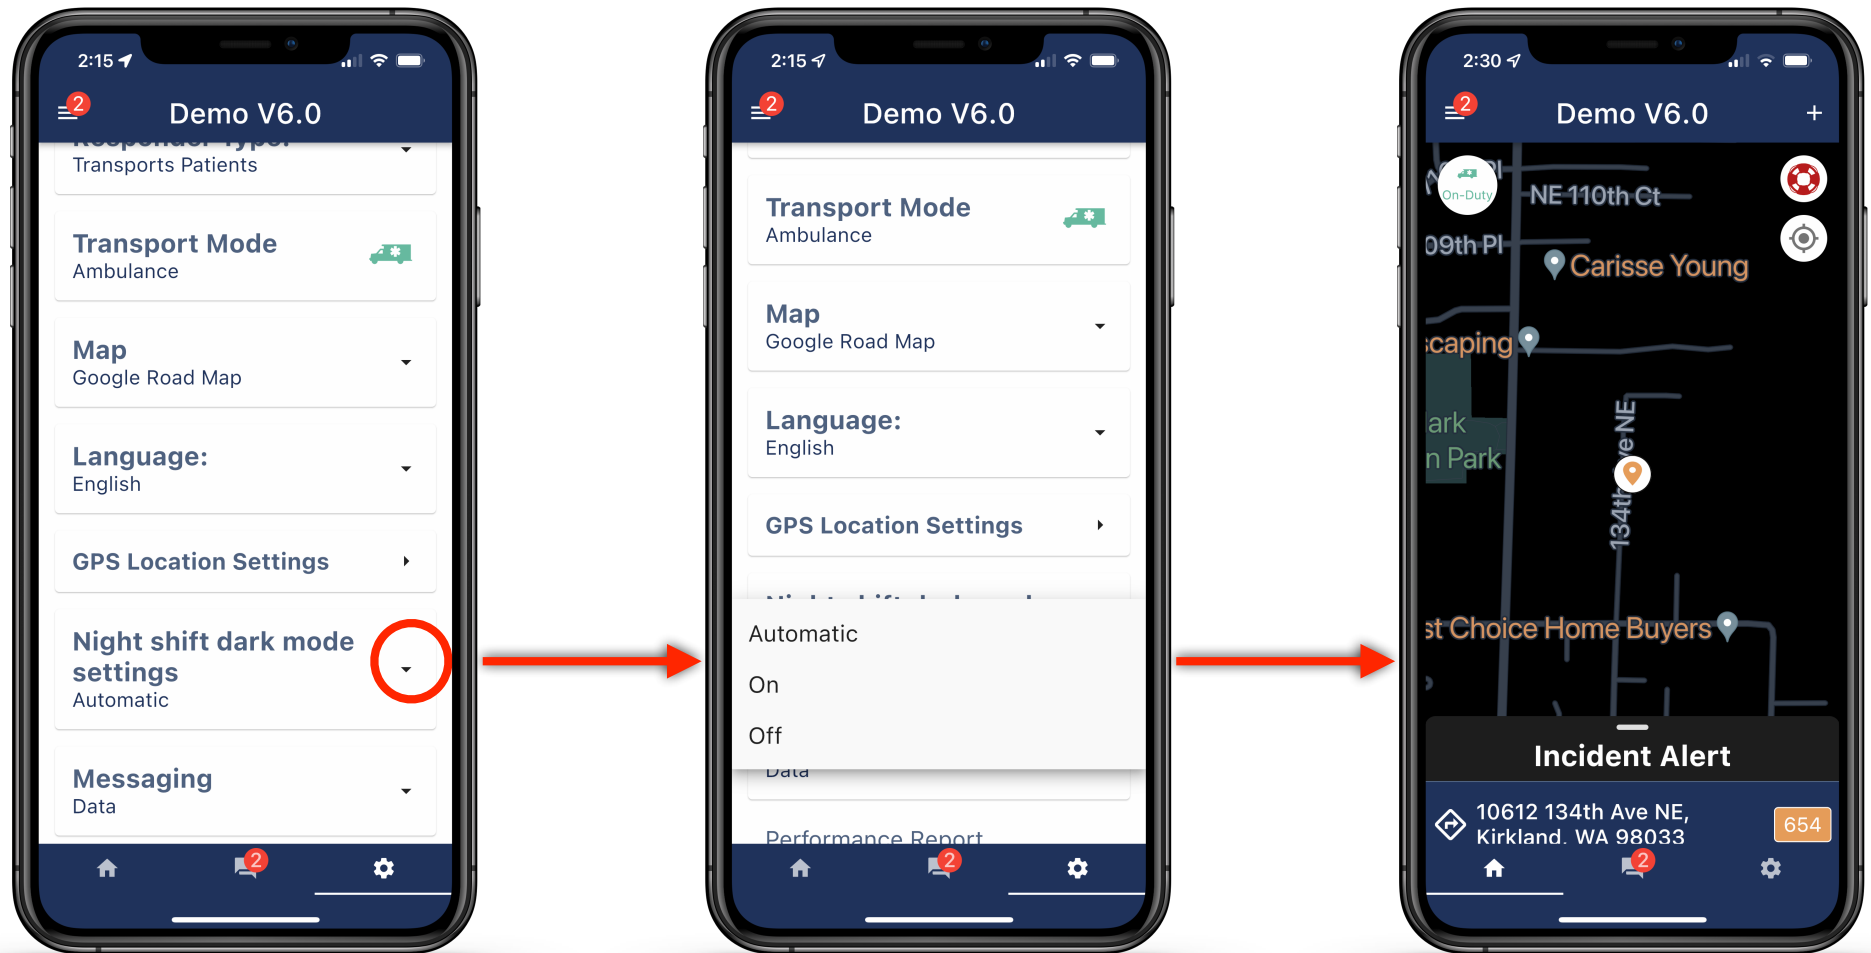 2:15
2
Demo V6.0
Responder Type:
Transports Patients
Transport Mode
Ambulance
Map
Google Road Map
Language:
English
GPS Location Settings
Night shift dark mode
settings
Automatic
Messaging
Data
2
2:15
2
Demo V6.0
Transport Mode
Ambulance
Map
Google Road Map
Language:
English
GPS Location Settings
Automatic
On
Off
Data
Performance Report
2
2:30
2
Demo V6.0
+
On-Duty
NE 110th Ct
09th Pl
Carisse Young
caping
ark
n Park
134th ve NE
st Choice Home Buyers
Incident Alert
10612 134th Ave NE,
Kirkland, WA 98033
654
2